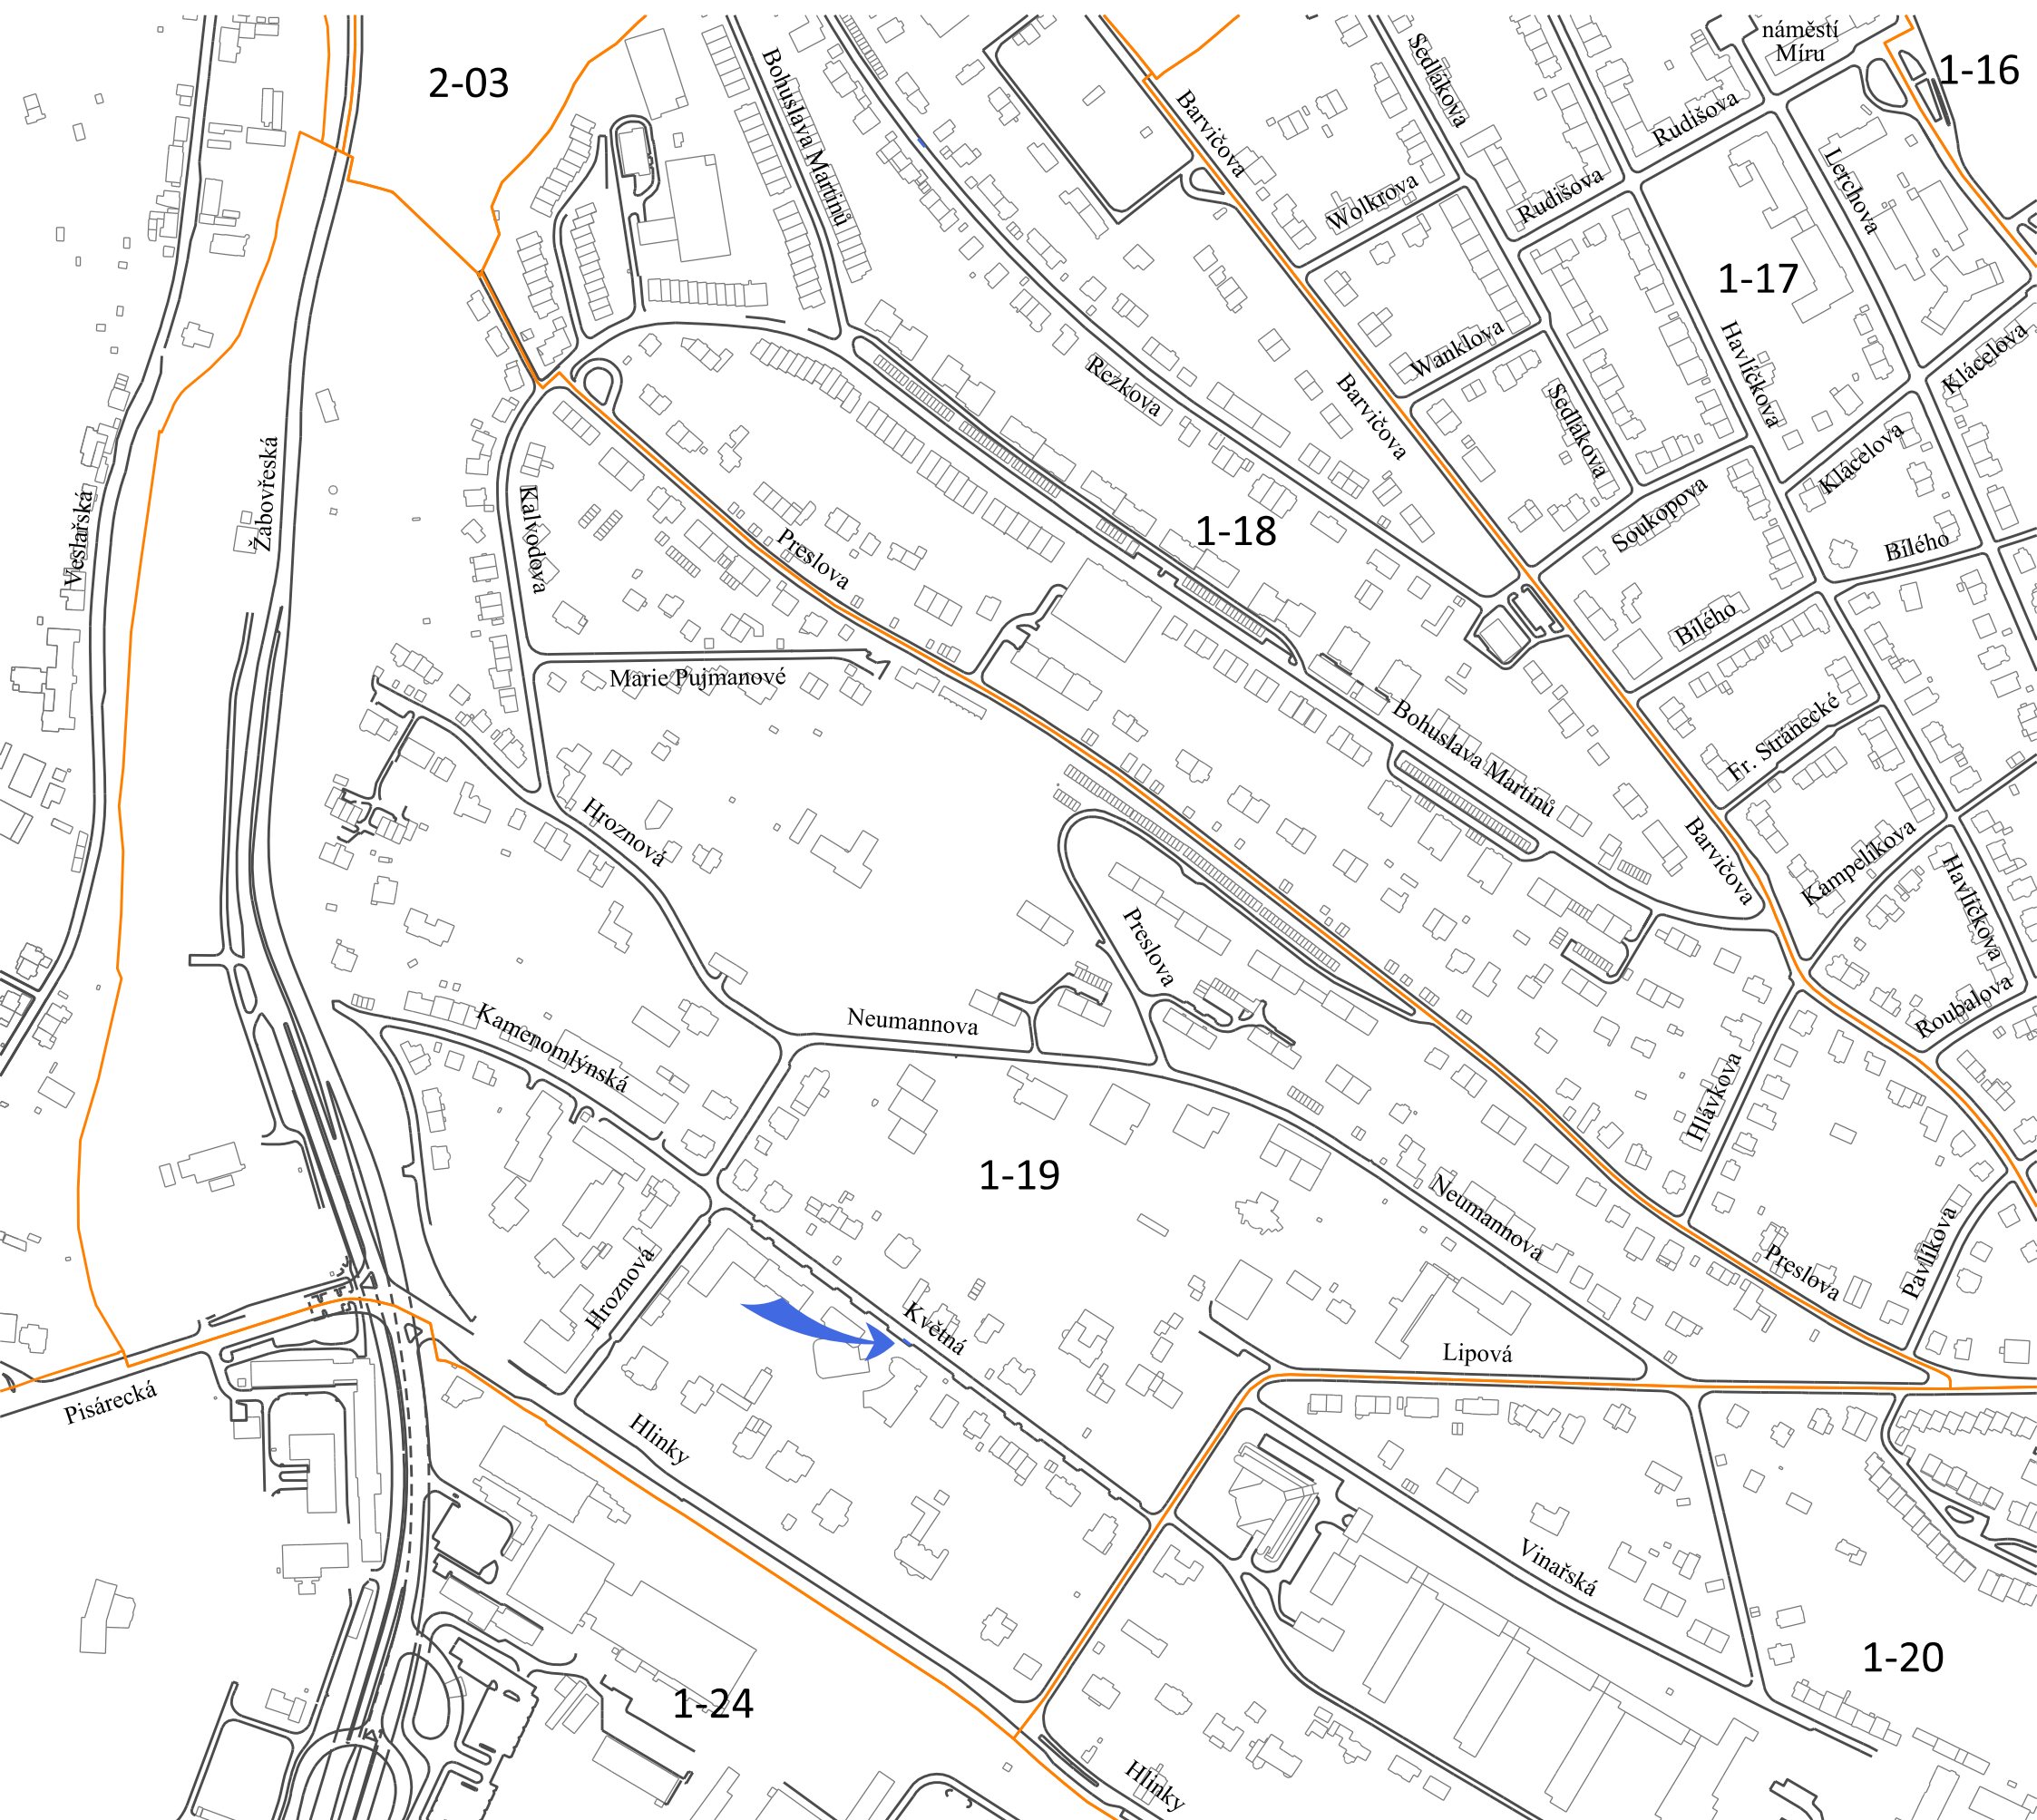 náměstí
Míru
1-16
2-03
Bohuslava Martinů
Sedlákova
Barvičova
Rudišova
Lerchova
Wolkrova
Rudišova
1-17
Havlíčkova
Klácelova
Wanklova
Rezkova
Barvičova
Sedlákova
Klácelova
Žabovřeská
Veslařská
Kalvodova
Preslova
1-18
Soukopova
Bílého
Bílého
Marie Pujmanové
Bohuslava Martinů
Fr. Stránecké
Hroznová
Barvičova
Kampelíkova
Havlíčkova
Preslova
Roubalova
Kamenomlýnská
Neumannova
Hlávkova
1-19
Neumannova
Pavlíkova
Preslova
Hroznová
Květná
Lipová
Pisárecká
Hlinky
Vinařská
1-20
1-24
Hlinky